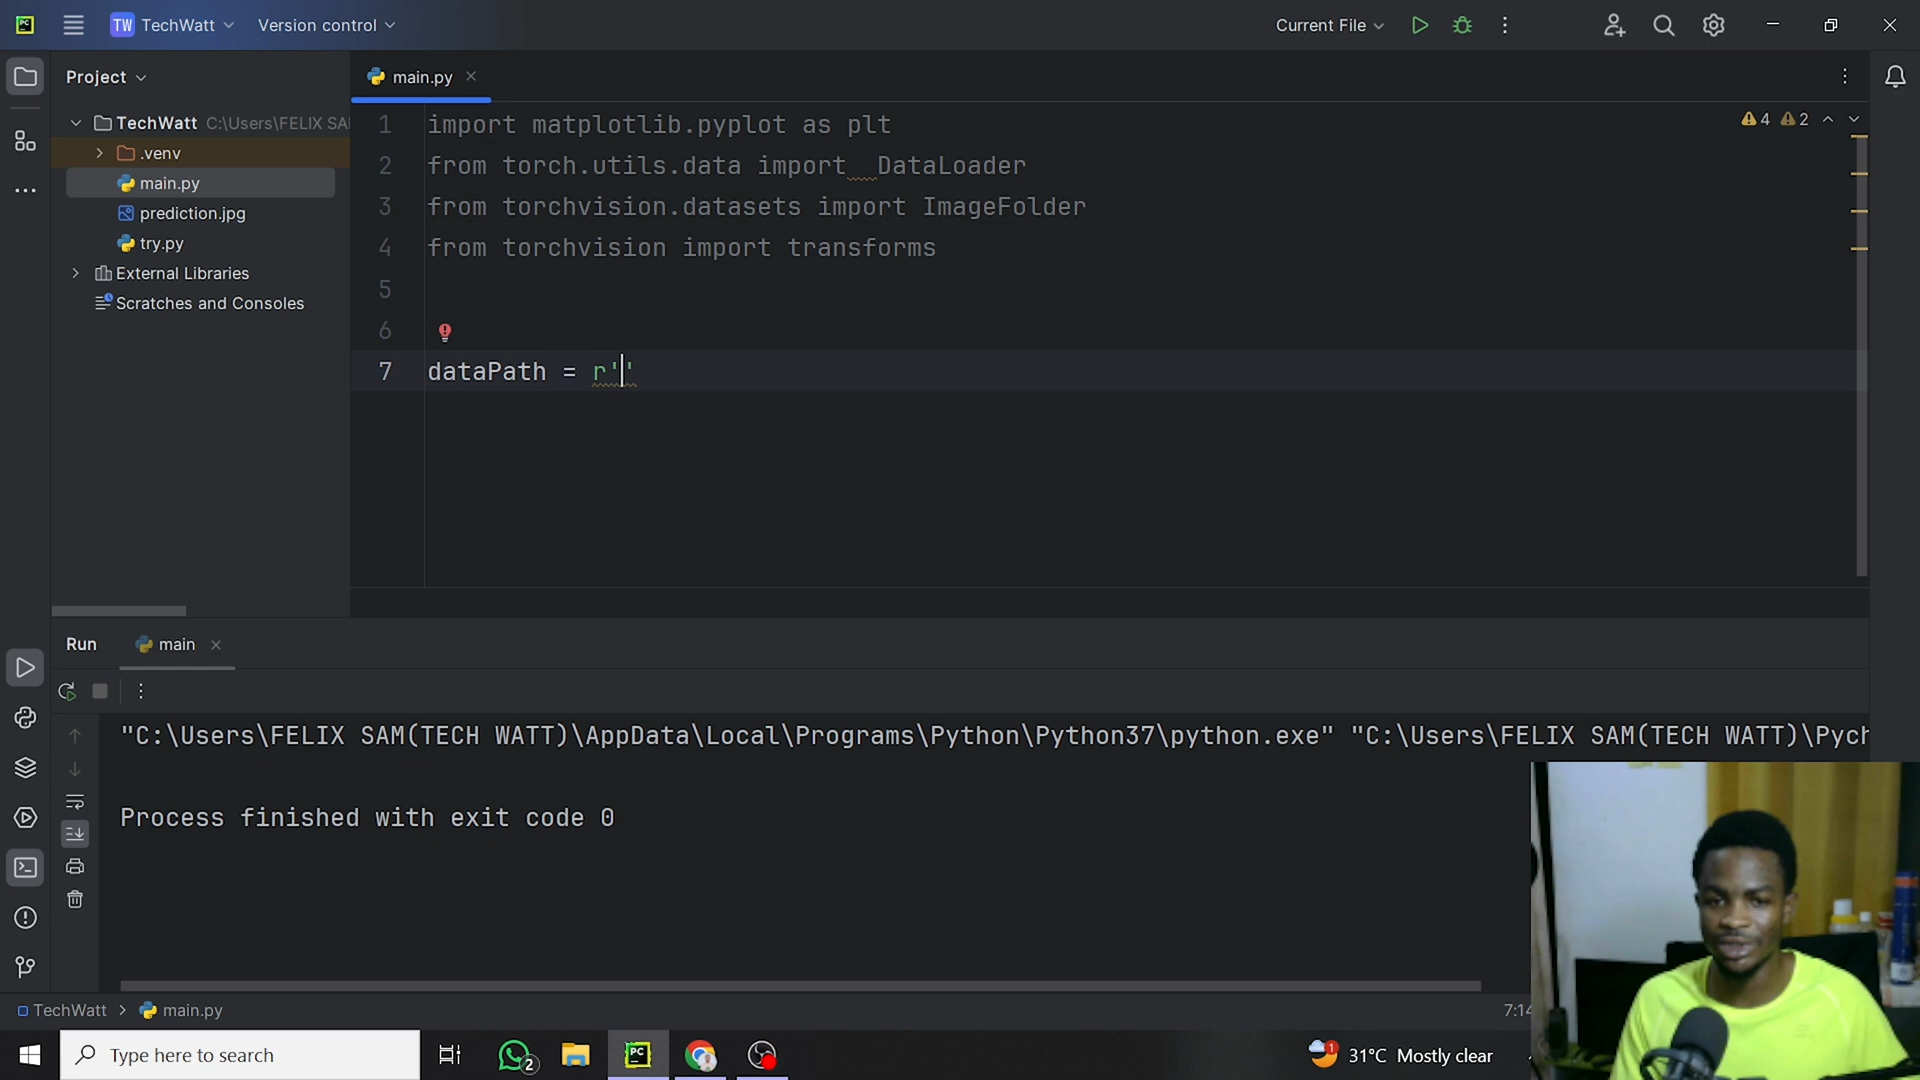 TW TechWatt Version control Current File
Project
main.py
TechWatt C:\Users\FELIX SA
.venv
main.py
prediction.jpg
try.py
External Libraries
Scratches and Consoles
4 2
1 import matplotlib.pyplot as plt
2 from torch.utils.data import  DataLoader
3 from torchvision.datasets import ImageFolder
4 from torchvision import transforms
5
6
7 dataPath = r''
Run main
"C:\Users\FELIX SAM(TECH WATT)\AppData\Local\Programs\Python\Python37\python.exe" "C:\Users\FELIX SAM(TECH WATT)\Pych
Process finished with exit code 0
TechWatt > main.py 7:14
Type here to search 2 PC 1 31°C Mostly clear